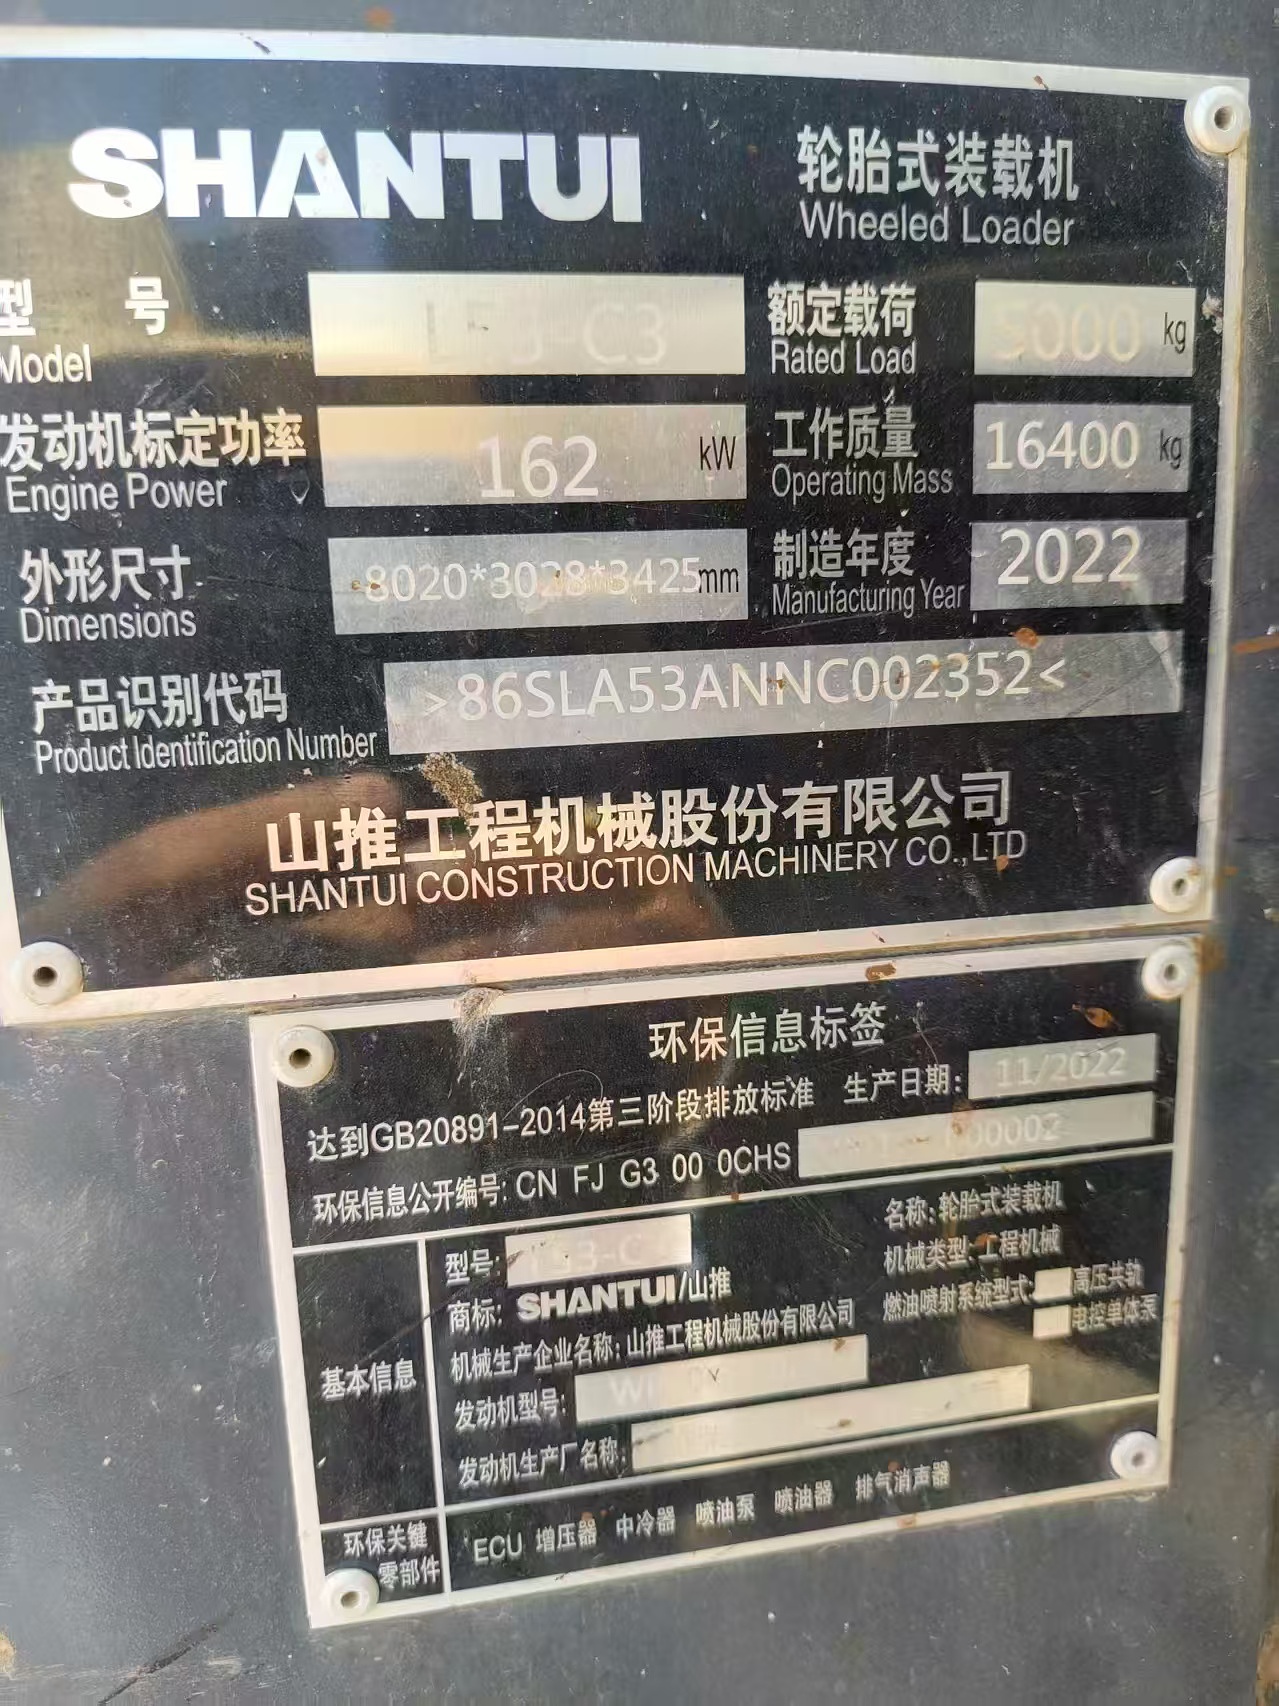 SHANTUI
轮胎式装载机
Wheeled Loader
型 号
Model
-C3
额定载荷
Rated Load
5000 kg
发动机标定功率
Engine Power
162 kW
工作质量
Operating Mass
16400 kg
外形尺寸
Dimensions
8020*3028*3425mm
制造年度
Manufacturing Year
2022
产品识别代码
Product Identification Number
>86SLA53ANNC002352<
山推工程机械股份有限公司
SHANTUI CONSTRUCTION MACHINERY CO.,LTD
环保信息标签
达到GB20891-2014第三阶段排放标准 生产日期: 11/2022
环保信息公开编号: CN FJ G3 00 0CHS
基本信息
型号:
名称: 轮胎式装载机
商标: SHANTUI/山推
机械类型: 工程机械
机械生产企业名称: 山推工程机械股份有限公司
燃油喷射系统型式: 高压共轨
电控单体泵
发动机型号:
发动机生产厂名称:
环保关键
零部件
ECU 增压器 中冷器 喷油泵 喷油器 排气消声器